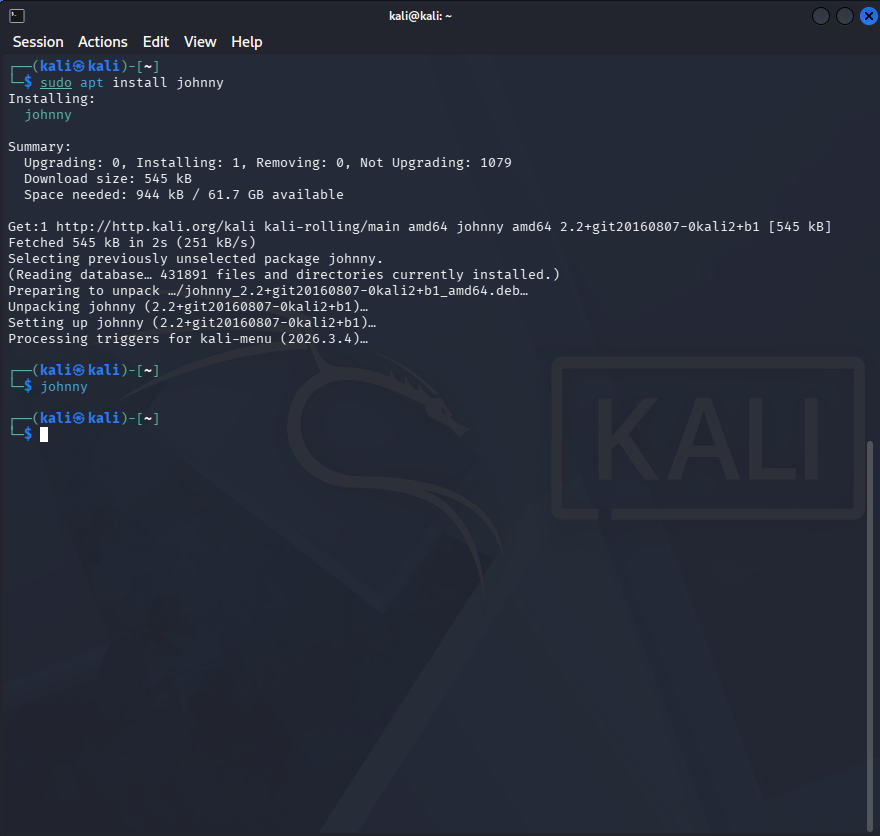 kali@kali: ~
Session Actions Edit View Help
┌──(kali㉿kali)-[~]
└─$ sudo apt install johnny
Installing:
  johnny

Summary:
  Upgrading: 0, Installing: 1, Removing: 0, Not Upgrading: 1079
  Download size: 545 kB
  Space needed: 944 kB / 61.7 GB available

Get:1 http://http.kali.org/kali kali-rolling/main amd64 johnny amd64 2.2+git20160807-0kali2+b1 [545 kB]
Fetched 545 kB in 2s (251 kB/s)
Selecting previously unselected package johnny.
(Reading database… 431891 files and directories currently installed.)
Preparing to unpack …/johnny_2.2+git20160807-0kali2+b1_amd64.deb…
Unpacking johnny (2.2+git20160807-0kali2+b1)…
Setting up johnny (2.2+git20160807-0kali2+b1)…
Processing triggers for kali-menu (2026.3.4)…

┌──(kali㉿kali)-[~]
└─$ johnny

┌──(kali㉿kali)-[~]
└─$
KALI